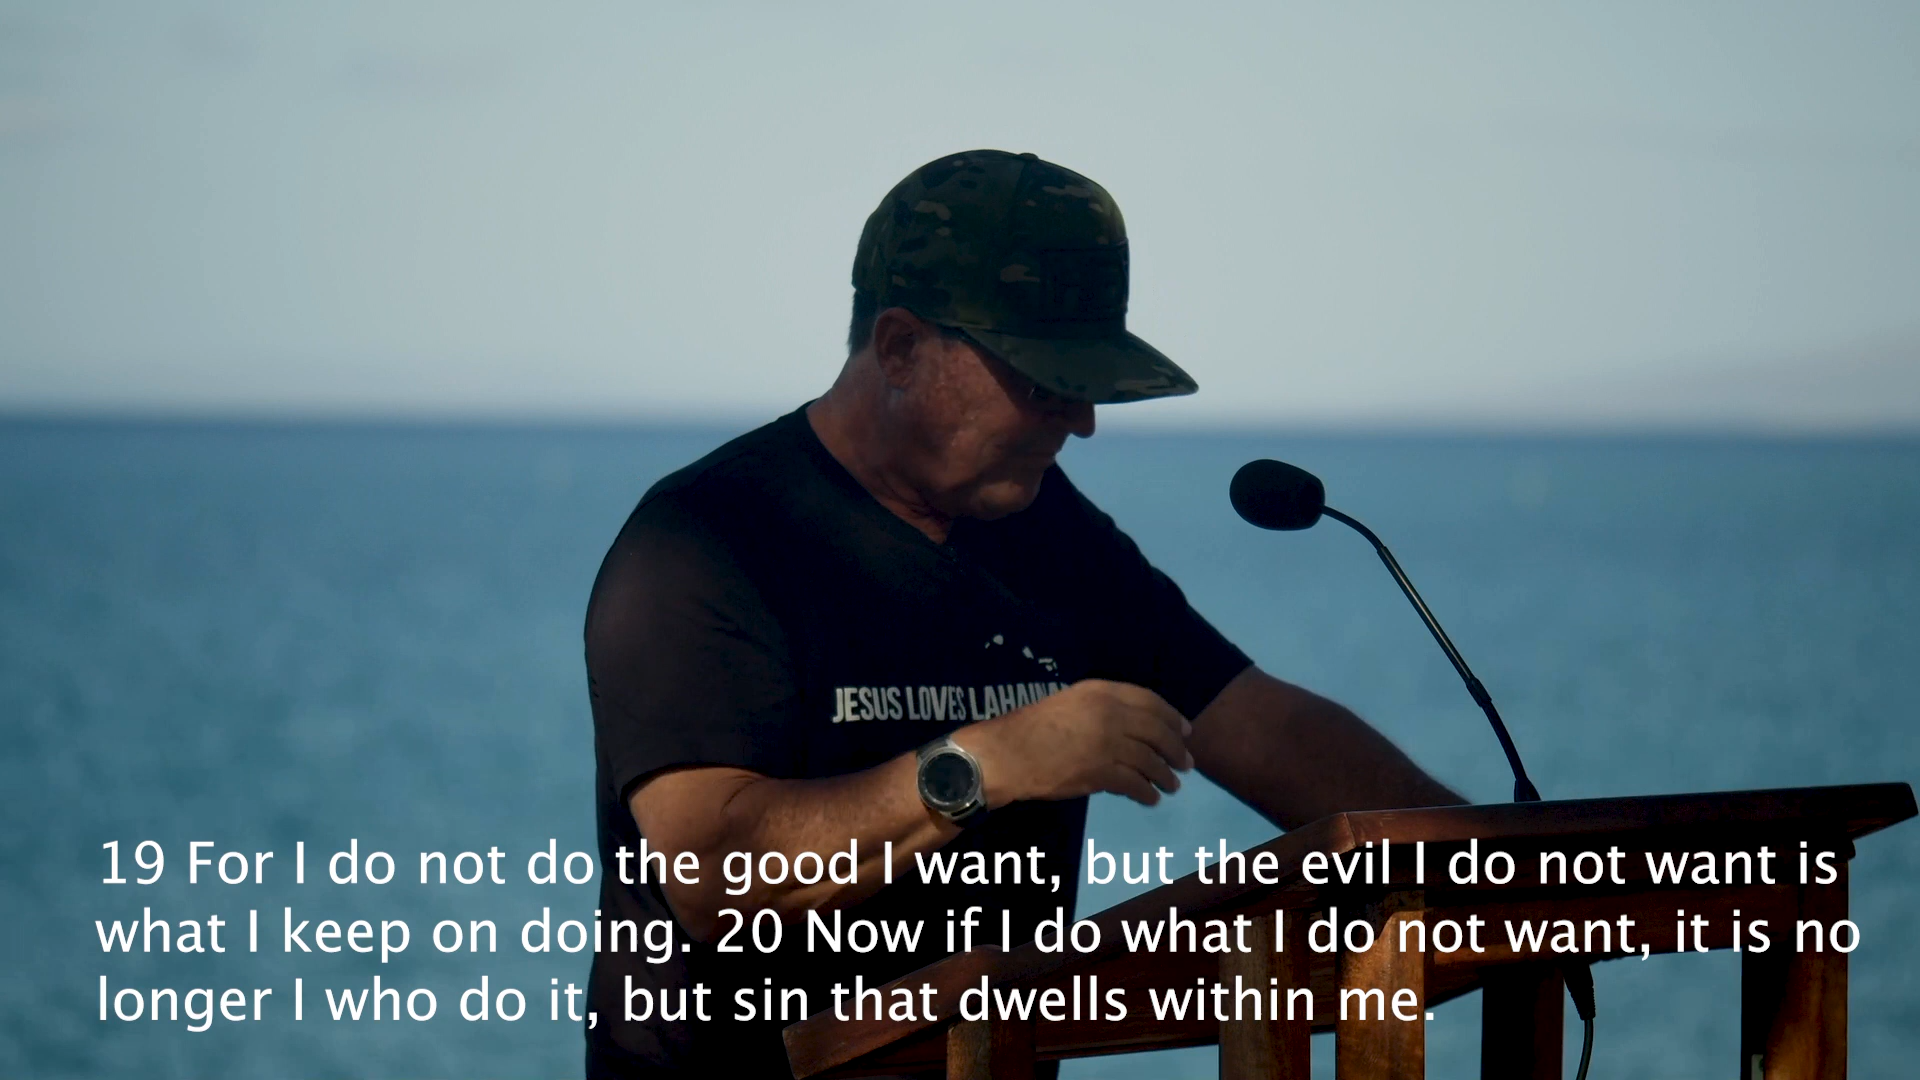 JESUS LOVES LAHAINA
19 For I do not do the good I want, but the evil I do not want is
what I keep on doing. 20 Now if I do what I do not want, it is no
longer I who do it, but sin that dwells within me.